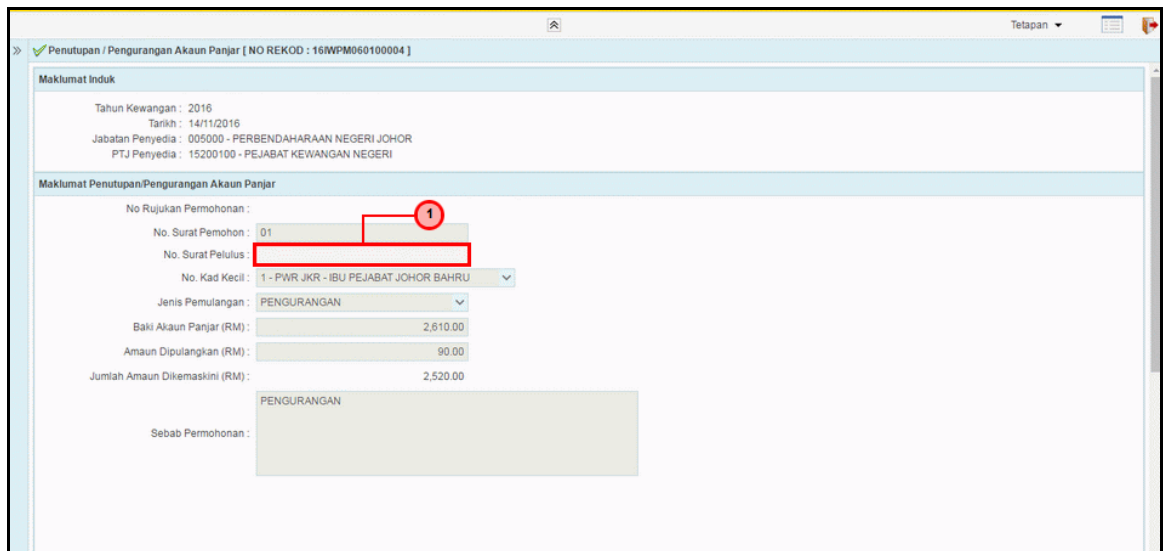 Tetapan
Penutupan / Pengurangan Akaun Panjar [ NO REKOD : 16IWPM060100004 ]
Maklumat Induk
Tahun Kewangan : 2016
Tarikh : 14/11/2016
Jabatan Penyedia : 005000 - PERBENDAHARAAN NEGERI JOHOR
PTJ Penyedia : 15200100 - PEJABAT KEWANGAN NEGERI
Maklumat Penutupan/Pengurangan Akaun Panjar
No Rujukan Permohonan :
1
No. Surat Pemohon : 01
No. Surat Pelulus :
No. Kad Kecil : 1 - PWR JKR - IBU PEJABAT JOHOR BAHRU
Jenis Pemulangan : PENGURANGAN
Baki Akaun Panjar (RM) : 2,610.00
Amaun Dipulangkan (RM) : 90.00
Jumlah Amaun Dikemaskini (RM) : 2,520.00
PENGURANGAN
Sebab Permohonan :